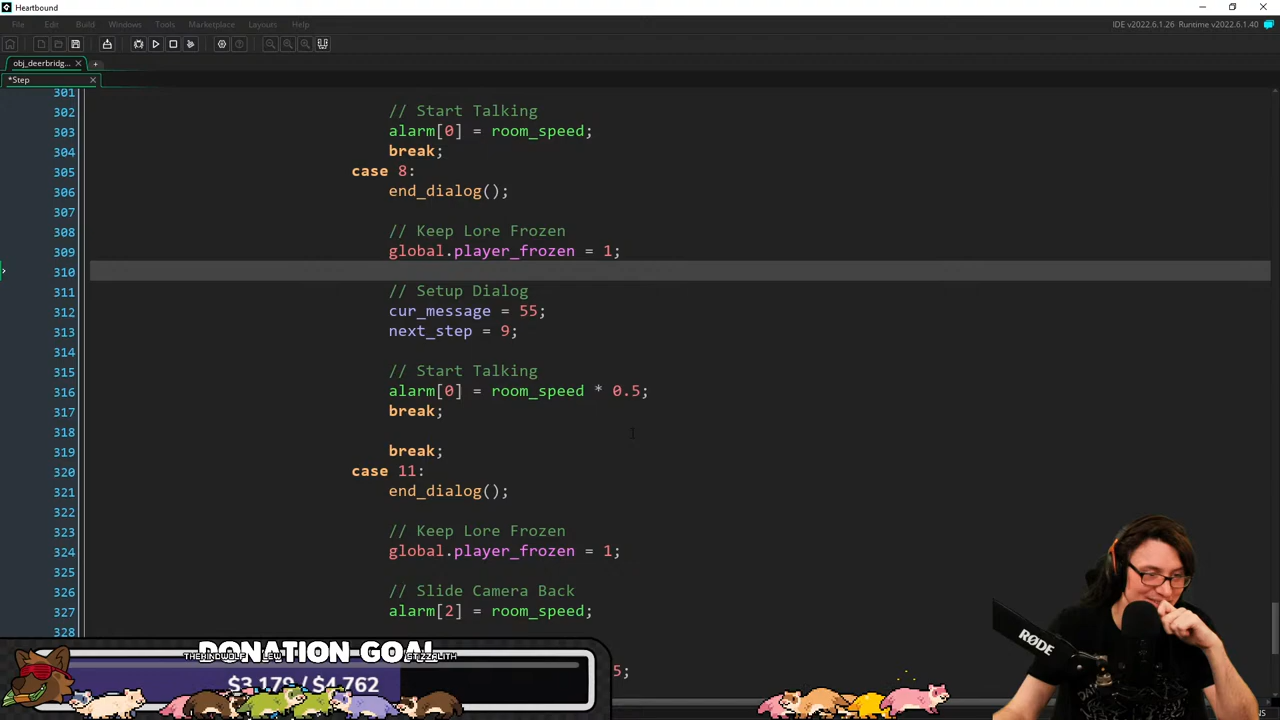 Heartbound
File Edit Build Windows Tools Marketplace Layouts Help
IDE v2022.6.1.26 Runtime v2022.6.1.40
obj_deerbridg...
*Step
301
302 // Start Talking
303 alarm[0] = room_speed;
304 break;
305 case 8:
306 end_dialog();
307
308 // Keep Lore Frozen
309 global.player_frozen = 1;
310
311 // Setup Dialog
312 cur_message = 55;
313 next_step = 9;
314
315 // Start Talking
316 alarm[0] = room_speed * 0.5;
317 break;
318
319 break;
320 case 11:
321 end_dialog();
322
323 // Keep Lore Frozen
324 global.player_frozen = 1;
325
326 // Slide Camera Back
327 alarm[2] = room_speed;
328
5;
DONATION GOAL
$3,179 / $4,762
RØDE